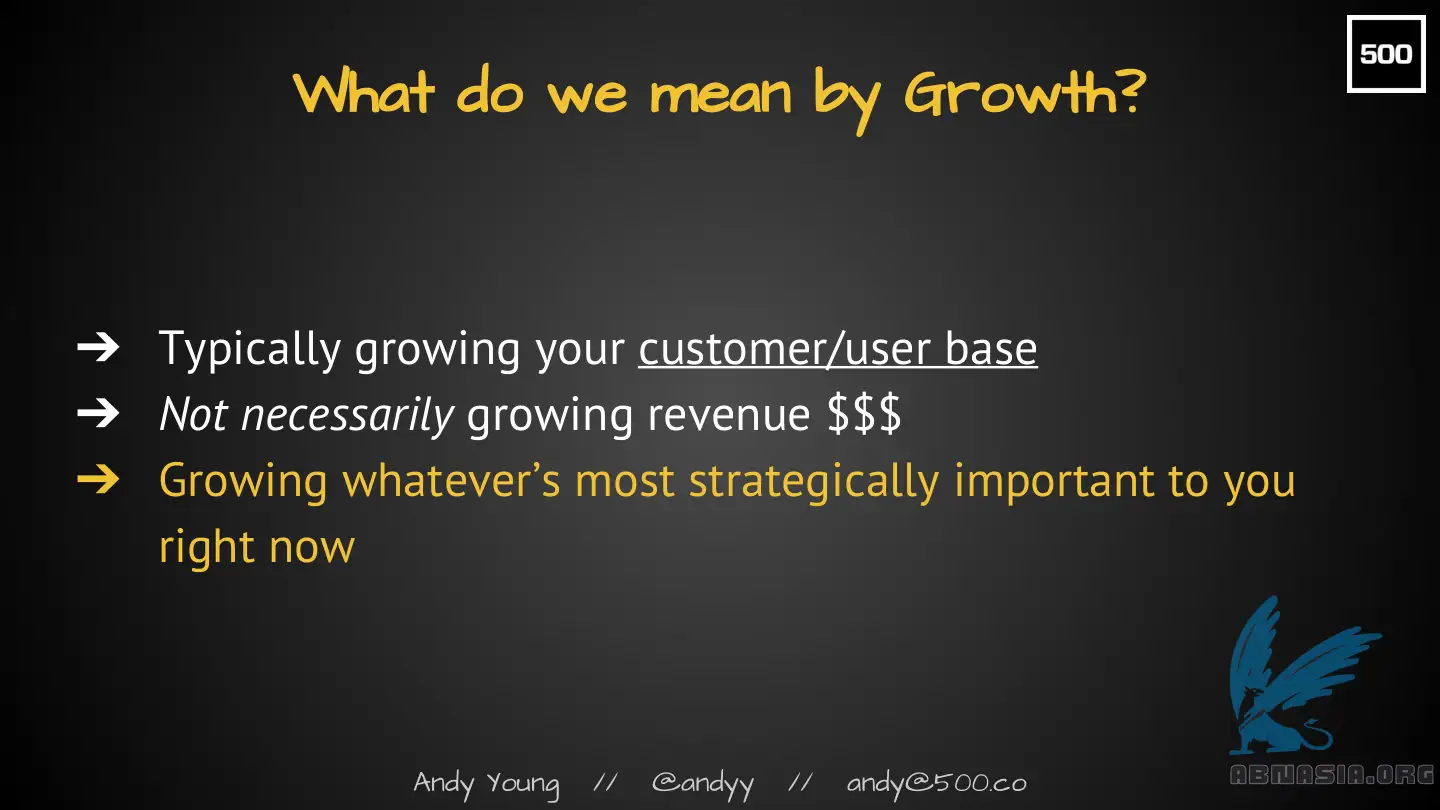 500
What do we mean by Growth?
➔ Typically growing your customer/user base
➔ Not necessarily growing revenue $$$
➔ Growing whatever’s most strategically important to you
right now
Andy Young // @andyy // andy@500.co
ABNASIA.ORG